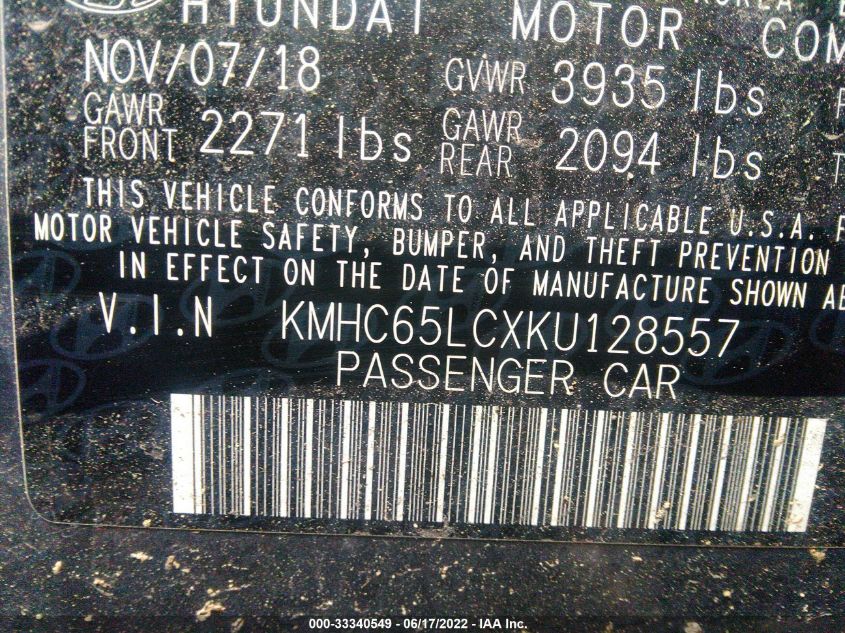 HYUNDAI MOTOR COM
NOV/07/18 GVWR 3935 lbs
GAWR FRONT 2271 lbs GAWR REAR 2094 lbs
THIS VEHICLE CONFORMS TO ALL APPLICABLE U.S.A. F
MOTOR VEHICLE SAFETY, BUMPER, AND THEFT PREVENTION
IN EFFECT ON THE DATE OF MANUFACTURE SHOWN AB
V.I.N KMHC65LCXKU128557
PASSENGER CAR
000-33340549 - 06/17/2022 - IAA Inc.